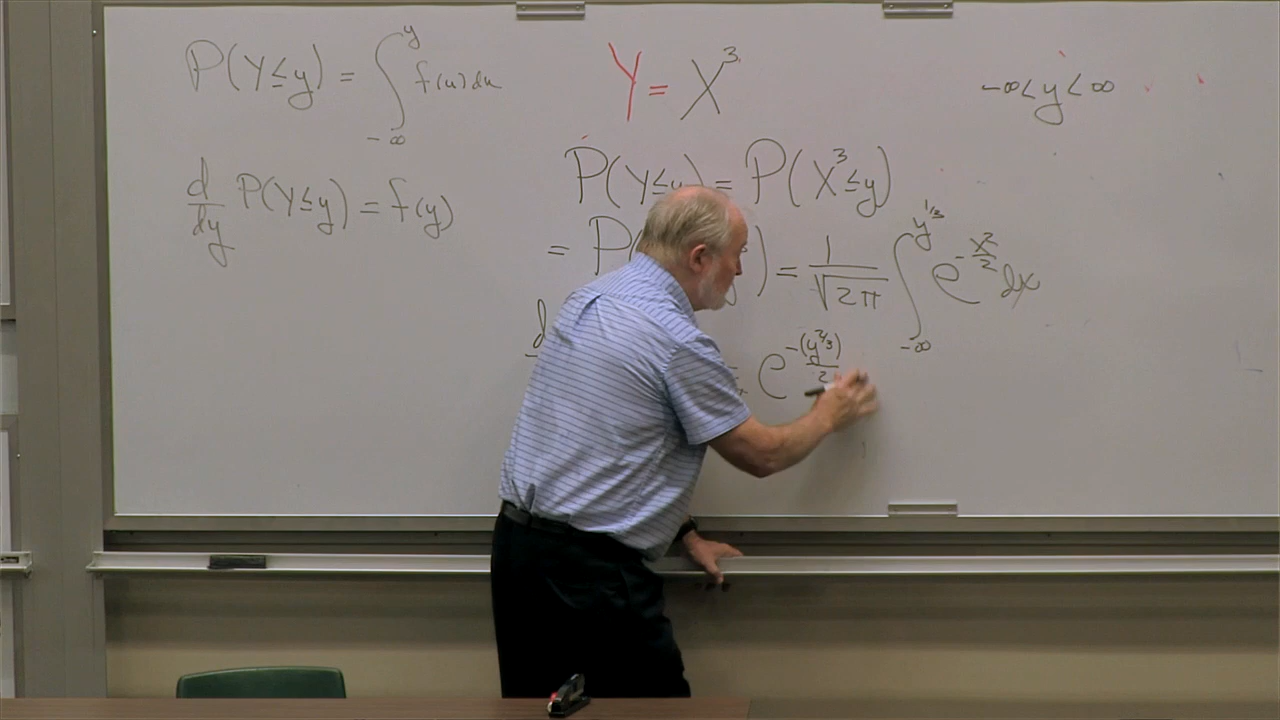 P(Y≤y) = ∫_{-∞}^{y} f(u)du
d/dy P(Y≤y) = f(y)
Y = X³
-∞<y<∞
P(Y≤y) = P(X³≤y)
= P( ) = 1/√2π ∫_{-∞}^{y^{1/3}} e^{-x²/2} dx
d e^{-(y^{2/3})/2}